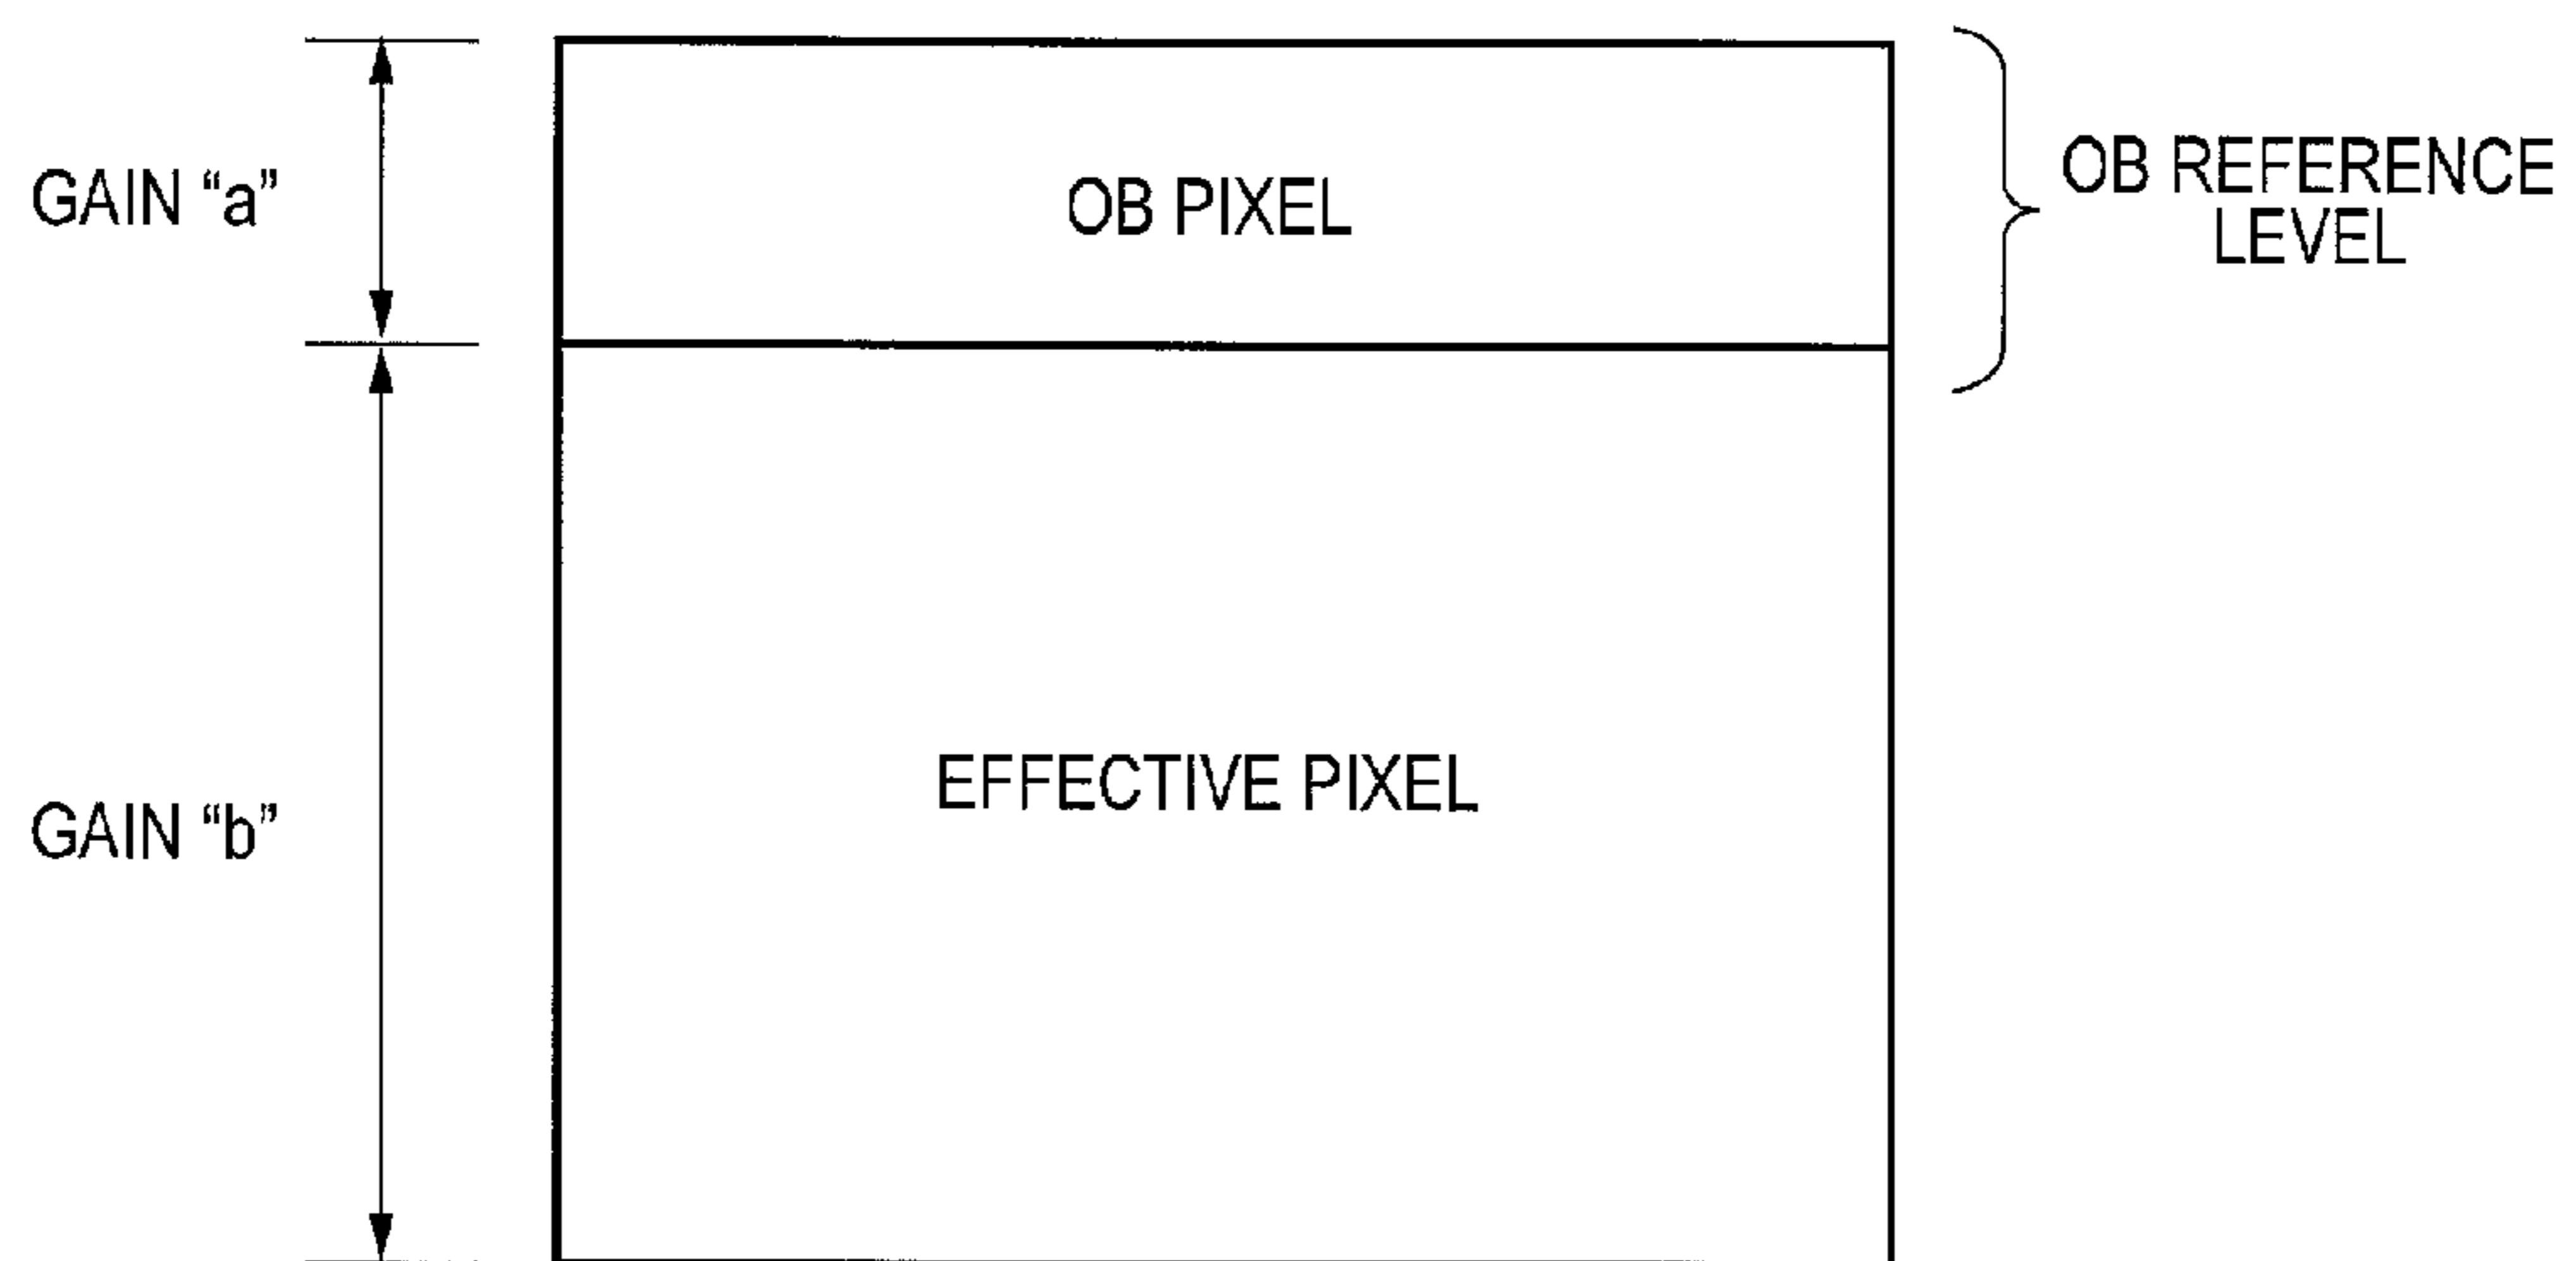 GAIN “a”
OB PIXEL
OB REFERENCE
LEVEL
EFFECTIVE PIXEL
GAIN “b”